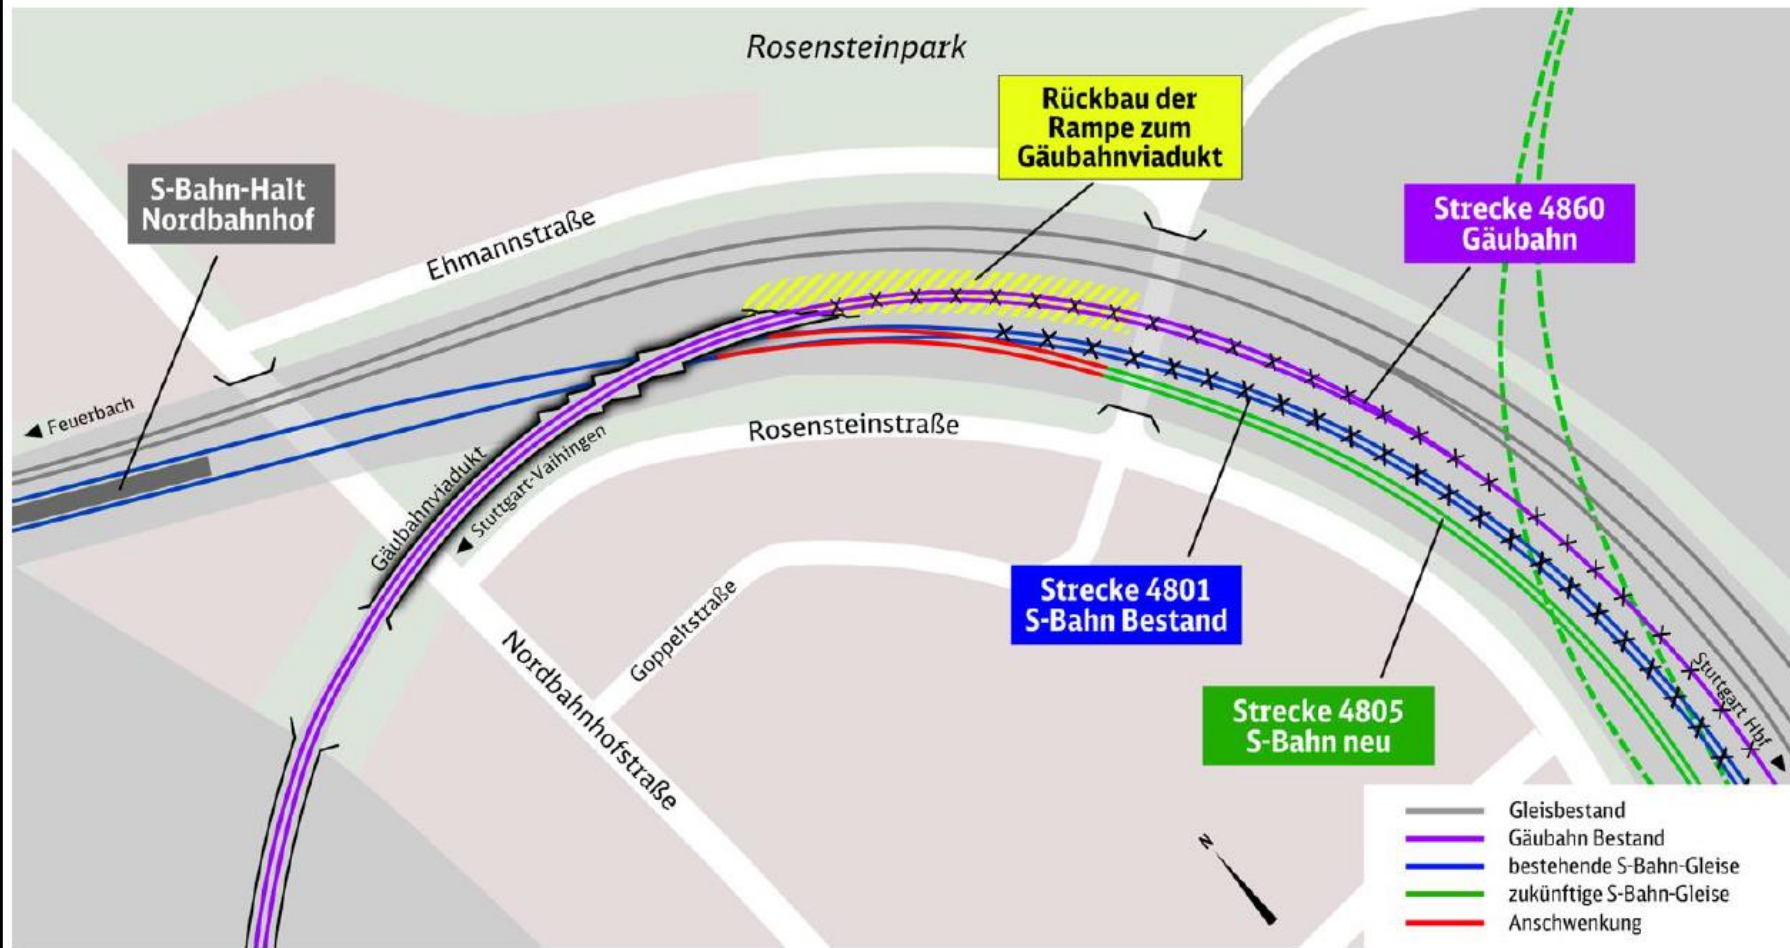 Rosensteinpark
Rückbau der
Rampe zum
Gäubahnviadukt
S-Bahn-Halt
Nordbahnhof
Strecke 4860
Gäubahn
Ehmannstraße
Feuerbach
Rosensteinstraße
Gäubahnviadukt
Stuttgart-Vaihingen
Strecke 4801
S-Bahn Bestand
Goppeltstraße
Nordbahnhofstraße
Strecke 4805
S-Bahn neu
Stuttgart Hbf
N
Gleisbestand
Gäubahn Bestand
bestehende S-Bahn-Gleise
zukünftige S-Bahn-Gleise
Anschwenkung